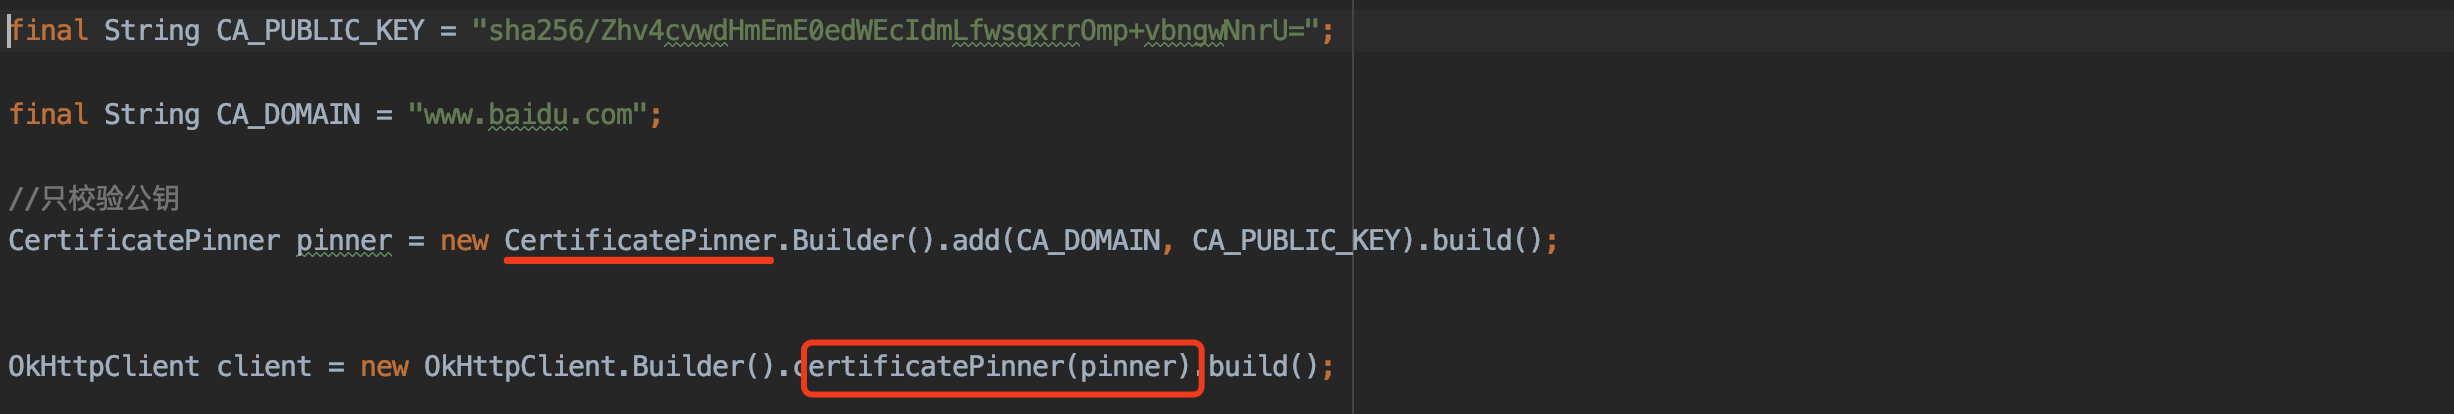 final String CA_PUBLIC_KEY = "sha256/Zhv4cvwdHmEmE0edWEcIdmLfwsqxrrOmp+vbngwNnrU=";
final String CA_DOMAIN = "www.baidu.com";
//只校验公钥
CertificatePinner pinner = new CertificatePinner.Builder().add(CA_DOMAIN, CA_PUBLIC_KEY).build();
OkHttpClient client = new OkHttpClient.Builder().certificatePinner(pinner).build();